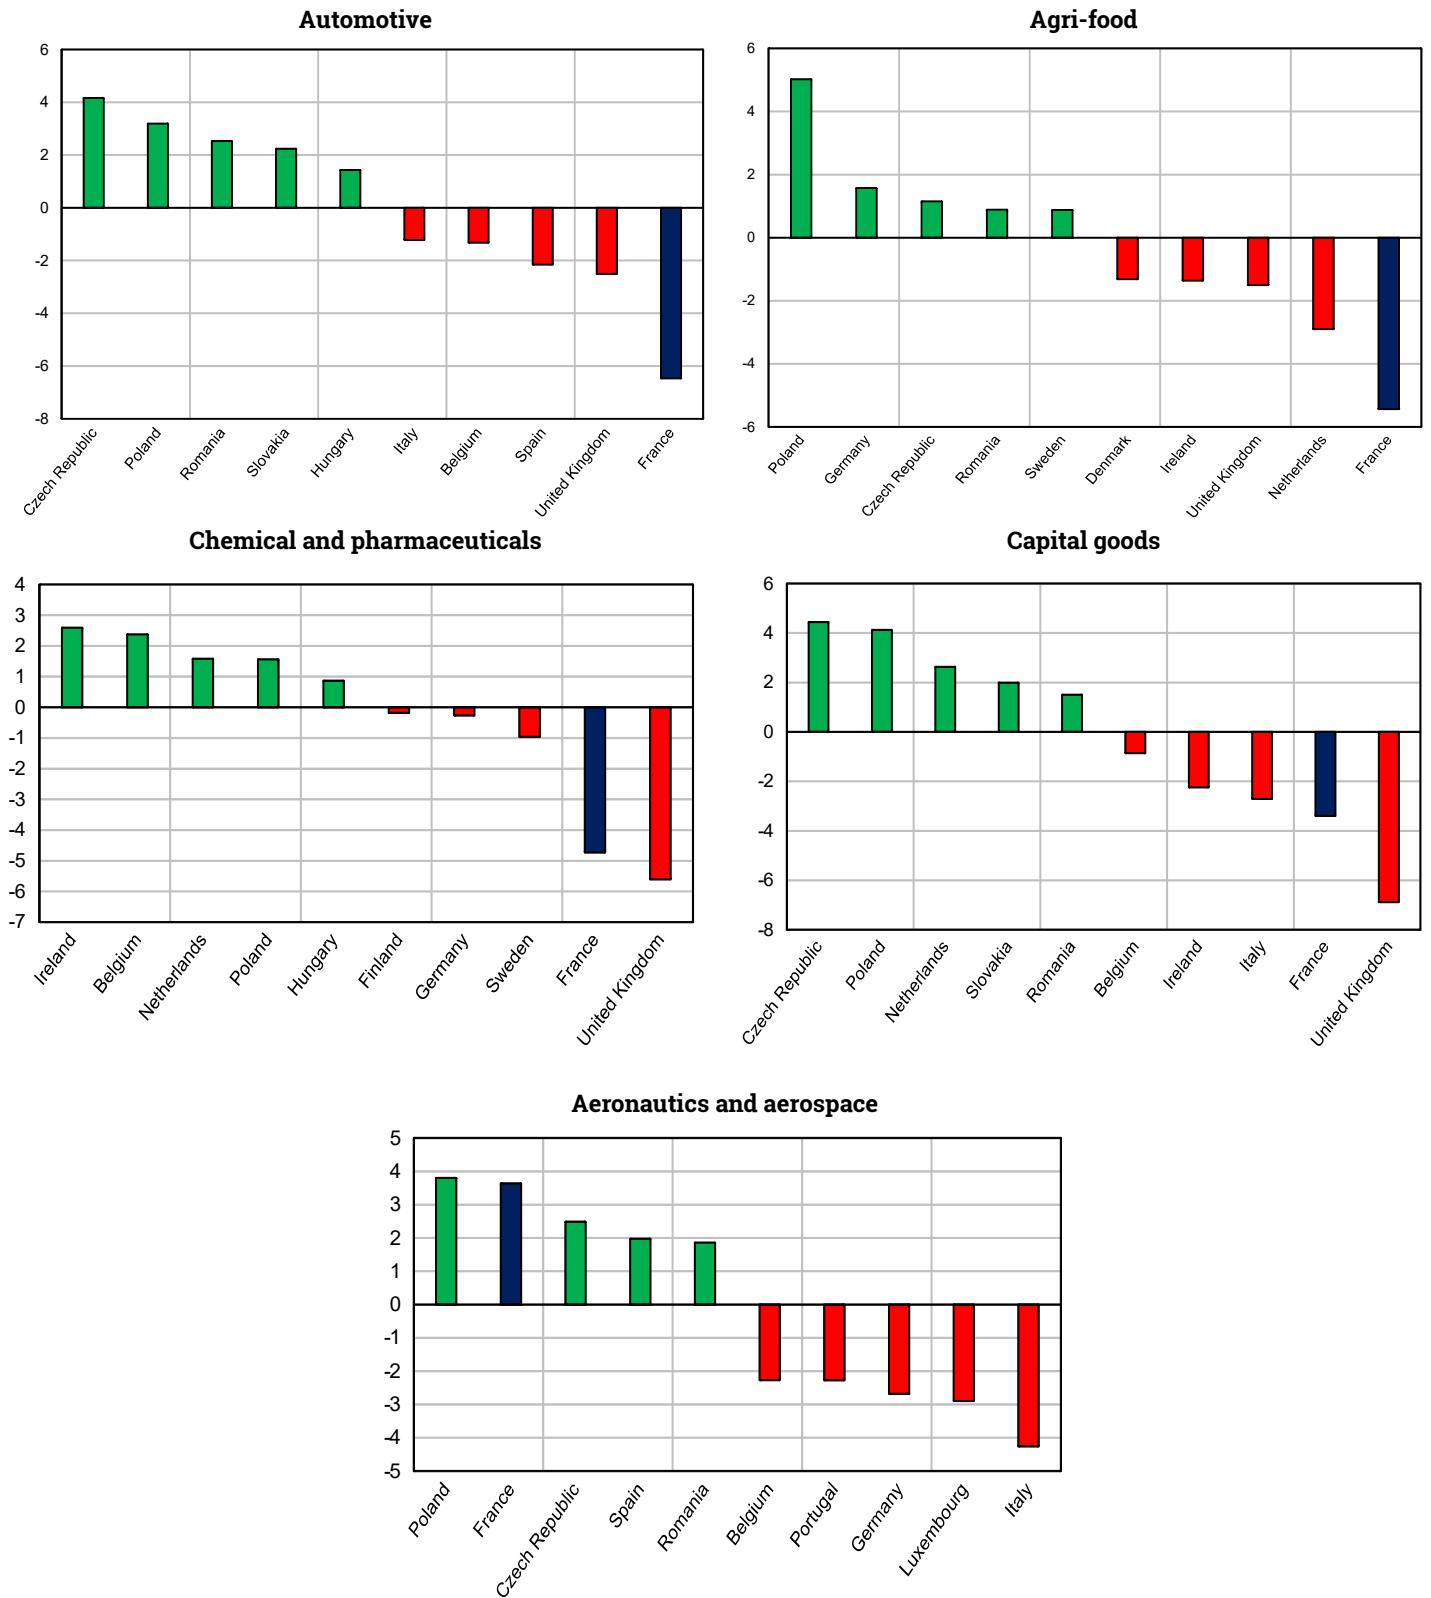 Automotive
6
4
2
0
-2
-4
-6
-8
Czech Republic
Poland
Romania
Slovakia
Hungary
Italy
Belgium
Spain
United Kingdom
France
Agri-food
6
4
2
0
-2
-4
-6
Poland
Germany
Czech Republic
Romania
Sweden
Denmark
Ireland
United Kingdom
Netherlands
France
Chemical and pharmaceuticals
4
3
2
1
0
-1
-2
-3
-4
-5
-6
-7
Ireland
Belgium
Netherlands
Poland
Hungary
Finland
Germany
Sweden
France
United Kingdom
Capital goods
6
4
2
0
-2
-4
-6
-8
Czech Republic
Poland
Netherlands
Slovakia
Romania
Belgium
Ireland
Italy
France
United Kingdom
Aeronautics and aerospace
5
4
3
2
1
0
-1
-2
-3
-4
-5
Poland
France
Czech Republic
Spain
Romania
Belgium
Portugal
Germany
Luxembourg
Italy